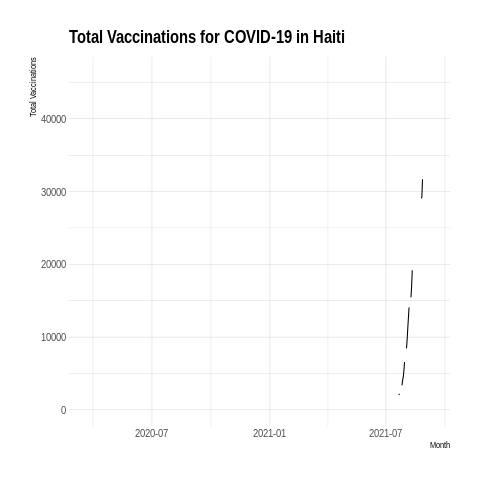 Total Vaccinations for COVID-19 in Haiti
Total Vaccinations
40000
30000
20000
10000
0
2020-07 2021-01 2021-07
Month